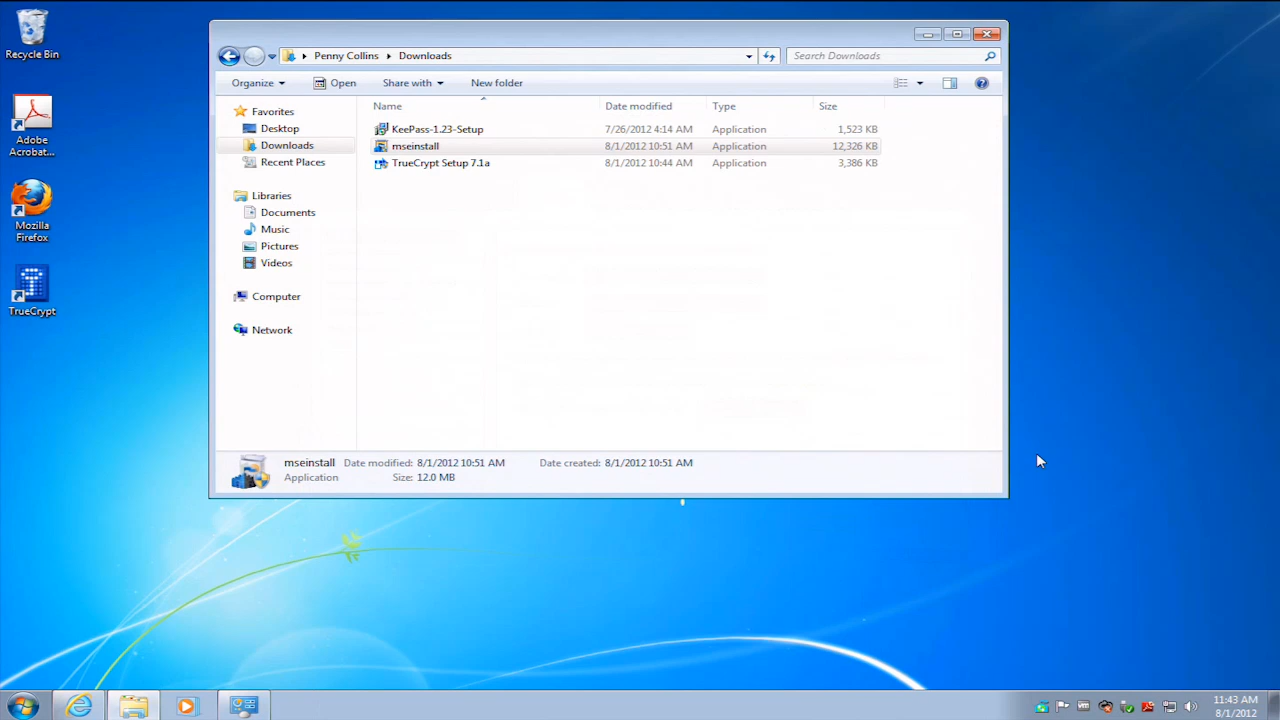 Recycle Bin
Adobe
Acrobat...
Mozilla
Firefox
TrueCrypt
Penny Collins Downloads
Search Downloads
Organize Open Share with New folder
Favorites
Desktop
Downloads
Recent Places
Libraries
Documents
Music
Pictures
Videos
Computer
Network
Name Date modified Type Size
KeePass-1.23-Setup 7/26/2012 4:14 AM Application 1,523 KB
mseinstall 8/1/2012 10:51 AM Application 12,326 KB
TrueCrypt Setup 7.1a 8/1/2012 10:44 AM Application 3,386 KB
mseinstall Date modified: 8/1/2012 10:51 AM Date created: 8/1/2012 10:51 AM
Application Size: 12.0 MB
11:43 AM
8/1/2012